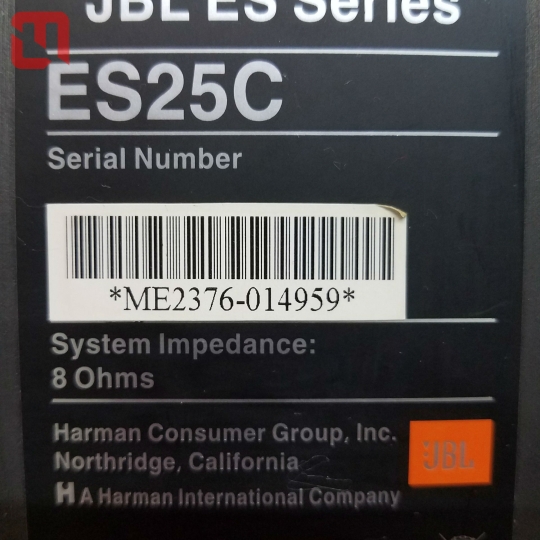 JBL ES Series
ES25C
Serial Number
*ME2376-014959*
System Impedance:
8 Ohms
Harman Consumer Group, Inc.
Northridge, California
JBL
H A Harman International Company